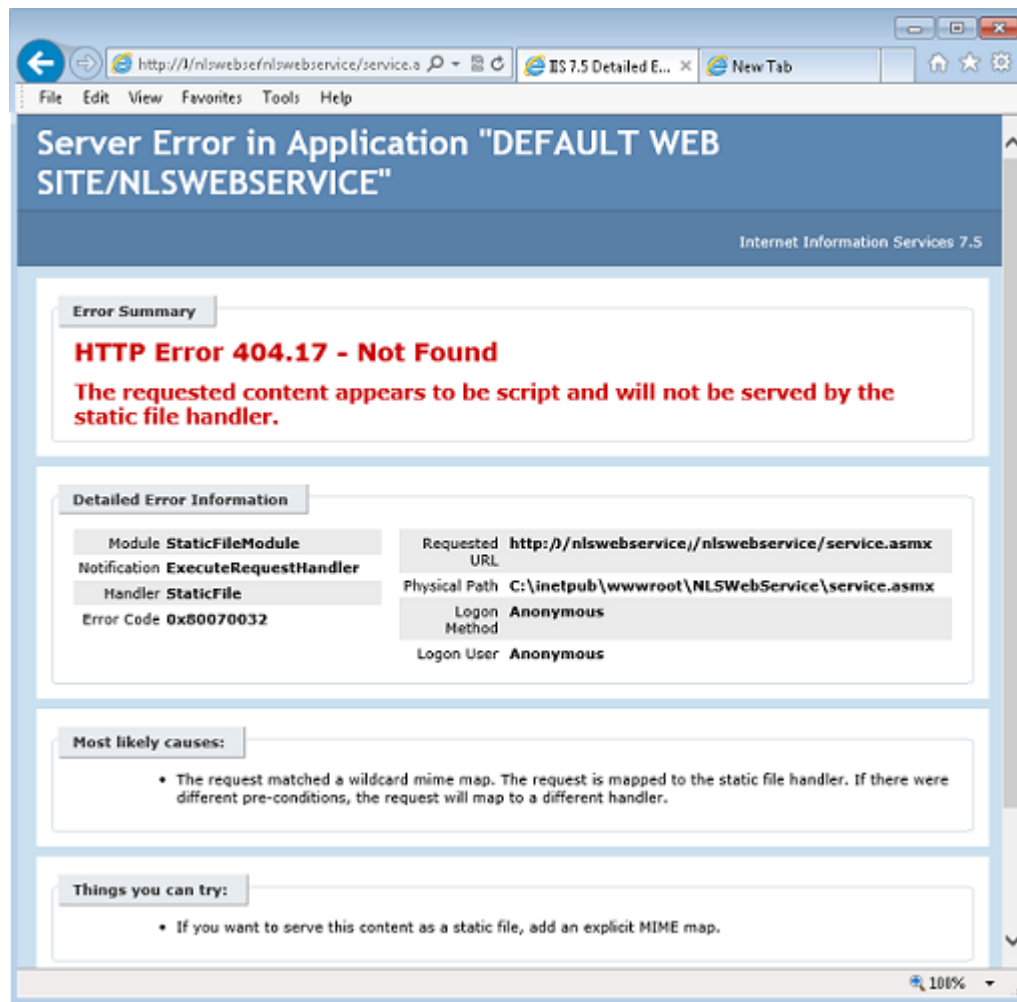 http://J/nlswebsefnlswebservice/service.a
IIS 7.5 Detailed E...
New Tab
File Edit View Favorites Tools Help
Server Error in Application "DEFAULT WEB
SITE/NLSWEBSERVICE"
Internet Information Services 7.5
Error Summary
HTTP Error 404.17 - Not Found
The requested content appears to be script and will not be served by the
static file handler.
Detailed Error Information
Module StaticFileModule
Notification ExecuteRequestHandler
Handler StaticFile
Error Code 0x80070032
Requested http:/)/nlswebservice,/nlswebservice/service.asmx
URL
Physical Path C:\inetpub\wwwroot\NLSWebService\service.asmx
Logon Anonymous
Method
Logon User Anonymous
Most likely causes:
• The request matched a wildcard mime map. The request is mapped to the static file handler. If there were
different pre-conditions, the request will map to a different handler.
Things you can try:
• If you want to serve this content as a static file, add an explicit MIME map.
100%